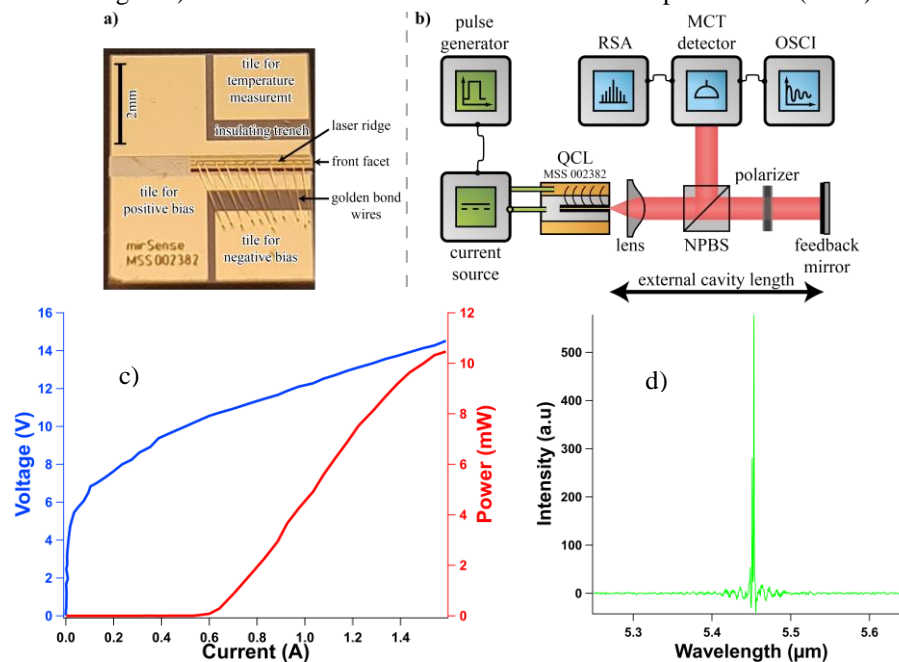 a)
2mm
tile for
temperature
measuremt
insulating trench
laser ridge
front facet
golden bond
wires
tile for
positive bias
tile for
negative bias
mirSense
MSS 002382
b)
pulse
generator
RSA
MCT
detector
OSCI
QCL
MSS 002382
polarizer
current
source
lens
NPBS
feedback
mirror
external cavity length
c)
Voltage (V)
16
14
12
10
8
6
4
2
0
0.0 0.2 0.4 0.6 0.8 1.0 1.2 1.4
Current (A)
12
10
8
6
4
2
0
Power (mW)
d)
Intensity (a.u)
500
400
300
200
100
0
5.3 5.4 5.5 5.6
Wavelength (µm)